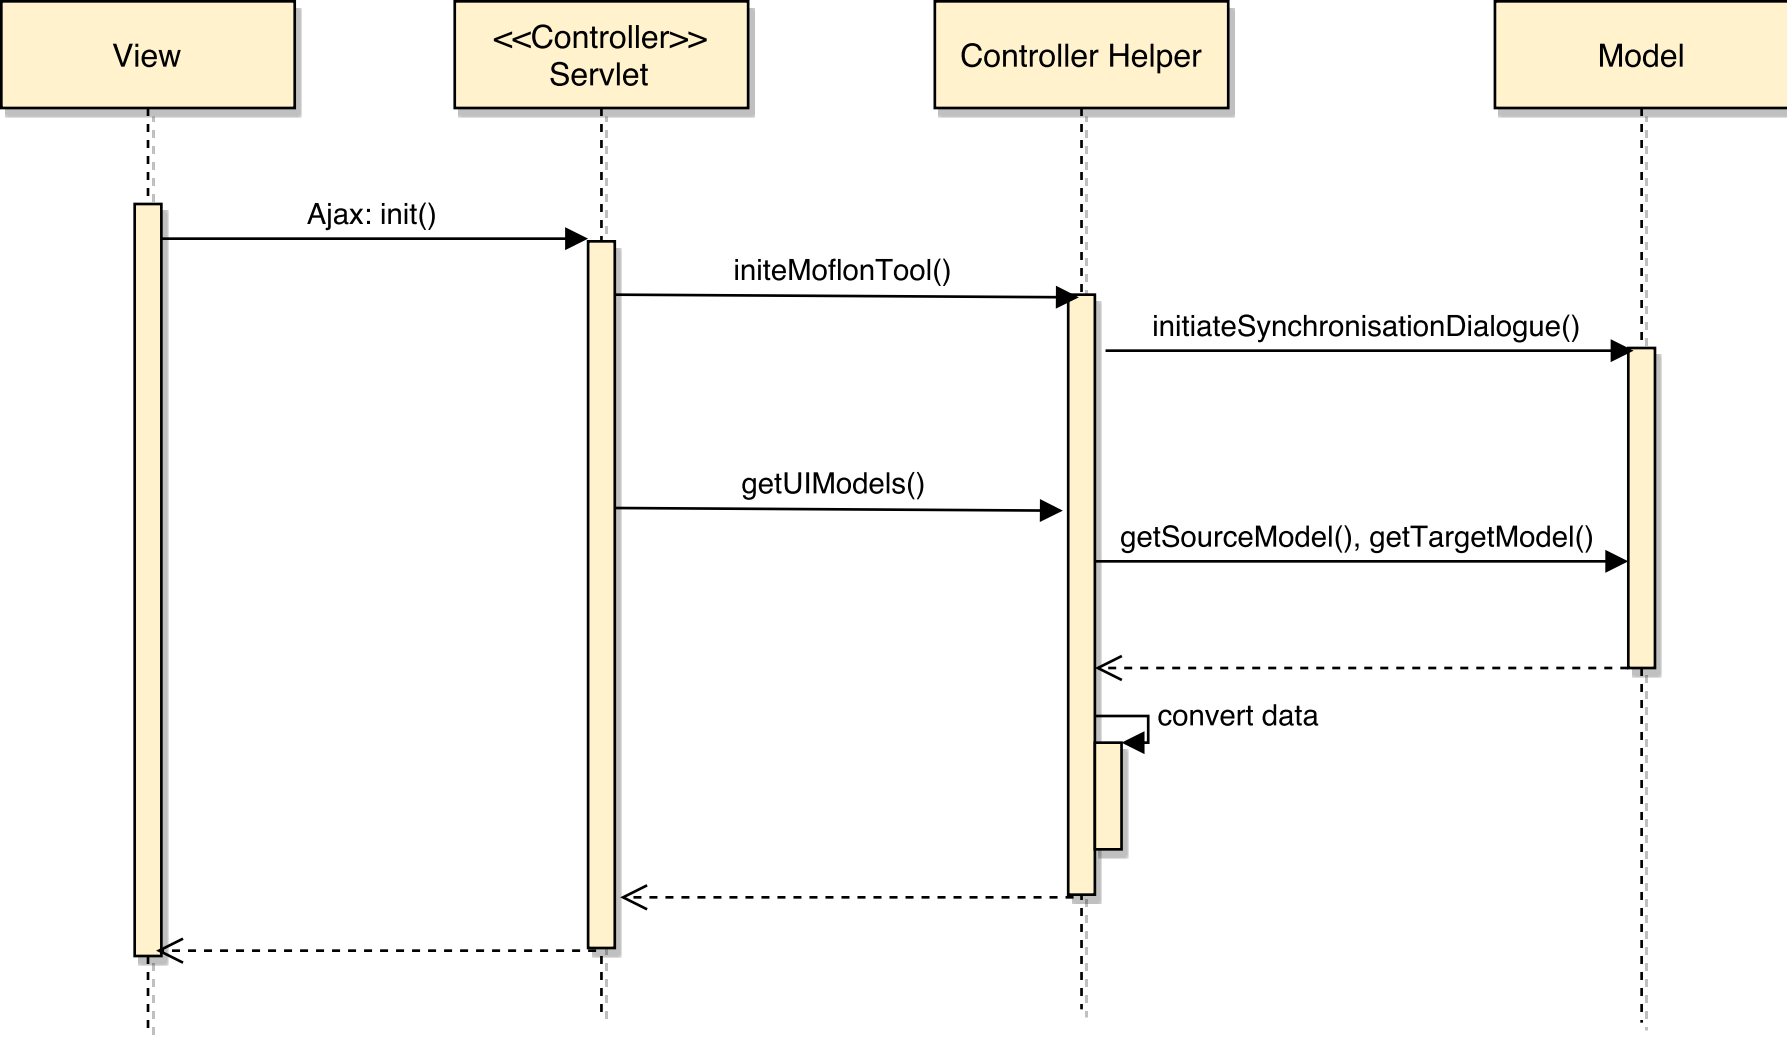 View
<<Controller>>
Servlet
Controller Helper
Model
Ajax: init()
initeMoflonTool()
initiateSynchronisationDialogue()
getUIModels()
getSourceModel(), getTargetModel()
convert data